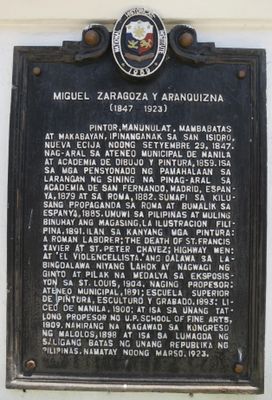 1989
MIGUEL ZARAGOZA Y ARANQUIZNA
(1847 1923)
PINTOR, MANUNULAT, MAMBABATAS
AT MAKABAYAN, IPINANGANAK SA SAN ISIDRO,
NUEVA ECIJA NOONG SETYEMBRE 29, 1847.
NAG-ARAL SA ATENEO MUNICIPAL DE MANILA
AT ACADEMIA DE DIBUJO Y PINTURA, 1859. ISA
SA MGA PENSYONADO NG PAMAHALAAN SA
LARANGAN NG SINING NA PINAG-ARAL SA
ACADEMIA DE SAN FERNANDO, MADRID, ESPAN-
YA, 1879 AT SA ROMA, 1882. SUMAPI SA KILU-
SANG PROPAGANDA SA ROMA AT BUMALIK SA
ESPANYA, 1885. UMUWI SA PILIPINAS AT MULING
BINUHAY ANG MAGASING, LA ILUSTRACION FILI-
PINA, 1891. ILAN SA KANYANG MGA PINTURA:
A ROMAN LABORER; THE DEATH OF ST. FRANCIS
XAVIER AT ST. PETER CHAVEZ; HIGHWAY MEN;
AT "EL VIOLENCELLISTA." ANG DALAWA SA LA-
BINGDALAWA NIYANG LAHOK AY NAGWAGI NG
GINTO AT PILAK NA MEDALYA SA EKSPOSIS-
YON SA ST. LOUIS, 1904. NAGING PROPESOR;
ATENEO MUNICIPAL, 1891; ESCUELA SUPERIOR
DE PINTURA, ESCULTURO Y GRABADO, 1893; LI-
CEO DE MANILA, 1900; AT ISA SA UNANG TAT-
LONG PROPESOR NG U.P. SCHOOL OF FINE ARTS,
1909. NAHIRANG NA KAGAWAD SA KONGRESO
NG MALOLOS, 1898 AT ISA SA LUMAGDA NG
SALIGANG BATAS NG UNANG REPUBLIKA NG
PILIPINAS. NAMATAY NOONG MARSO, 1923.